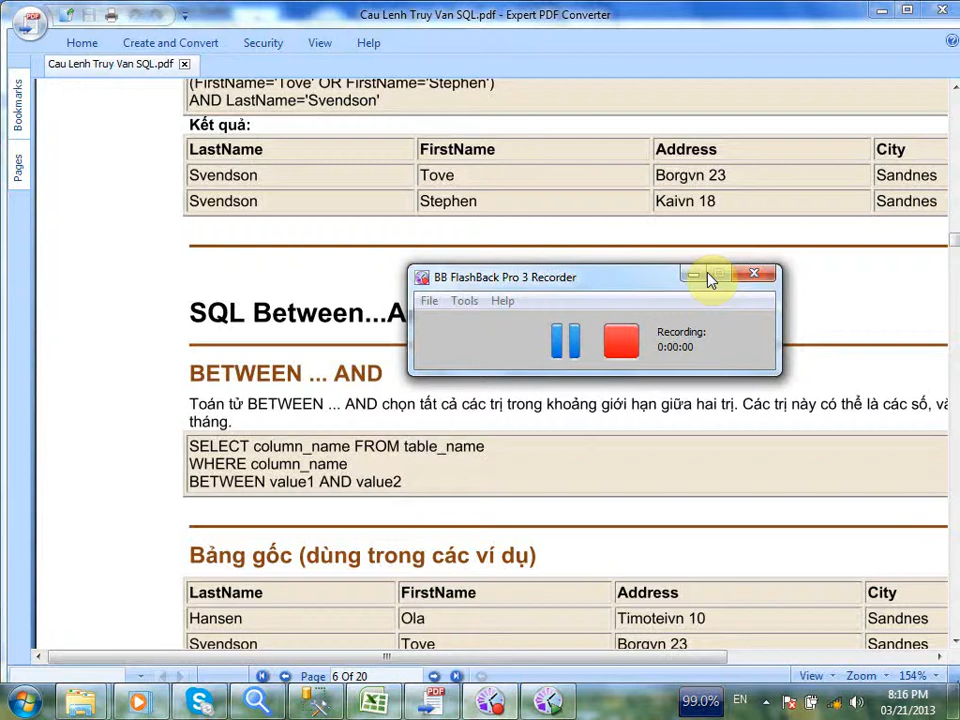 Cau Lenh Truy Van SQL.pdf - Expert PDF Converter
Home Create and Convert Security View Help
Cau Lenh Truy Van SQL.pdf
Bookmarks
Pages
(FirstName='Tove' OR FirstName='Stephen')
AND LastName='Svendson'
Kết quả:
LastName FirstName Address City
Svendson Tove Borgvn 23 Sandnes
Svendson Stephen Kaivn 18 Sandnes
BB FlashBack Pro 3 Recorder
File Tools Help
Recording:
0:00:00
SQL Between...A
BETWEEN ... AND
Toán tử BETWEEN ... AND chọn tất cả các trị trong khoảng giới hạn giữa hai trị. Các trị này có thể là các số, 
tháng.
SELECT column_name FROM table_name
WHERE column_name
BETWEEN value1 AND value2
Bảng gốc (dùng trong các ví dụ)
LastName FirstName Address City
Hansen Ola Timoteivn 10 Sandnes
Svendson Tove Borgvn 23 Sandnes
Page 6 Of 20 View Zoom 154%
PDF
99.0% EN 8:16 PM
03/21/2013